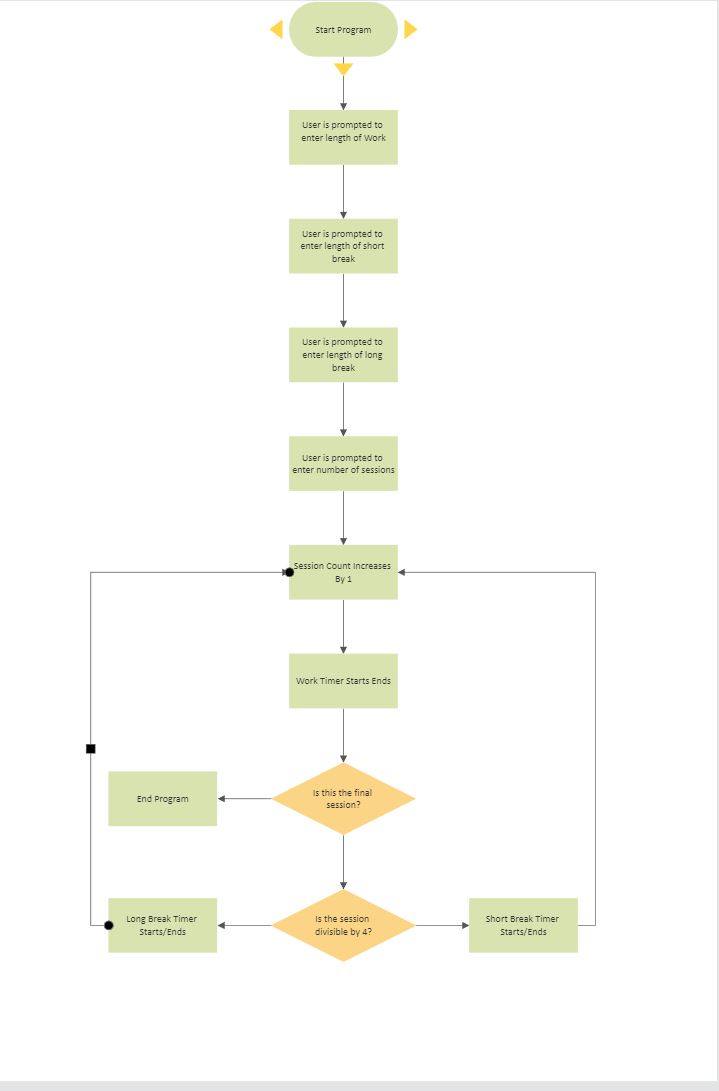 Start Program
User is prompted to
enter length of Work
User is prompted to
enter length of short
break
User is prompted to
enter length of long
break
User is prompted to
enter number of sessions
Session Count Increases
By 1
Work Timer Starts Ends
Is this the final
session?
End Program
Is the session
divisible by 4?
Long Break Timer
Starts/Ends
Short Break Timer
Starts/Ends